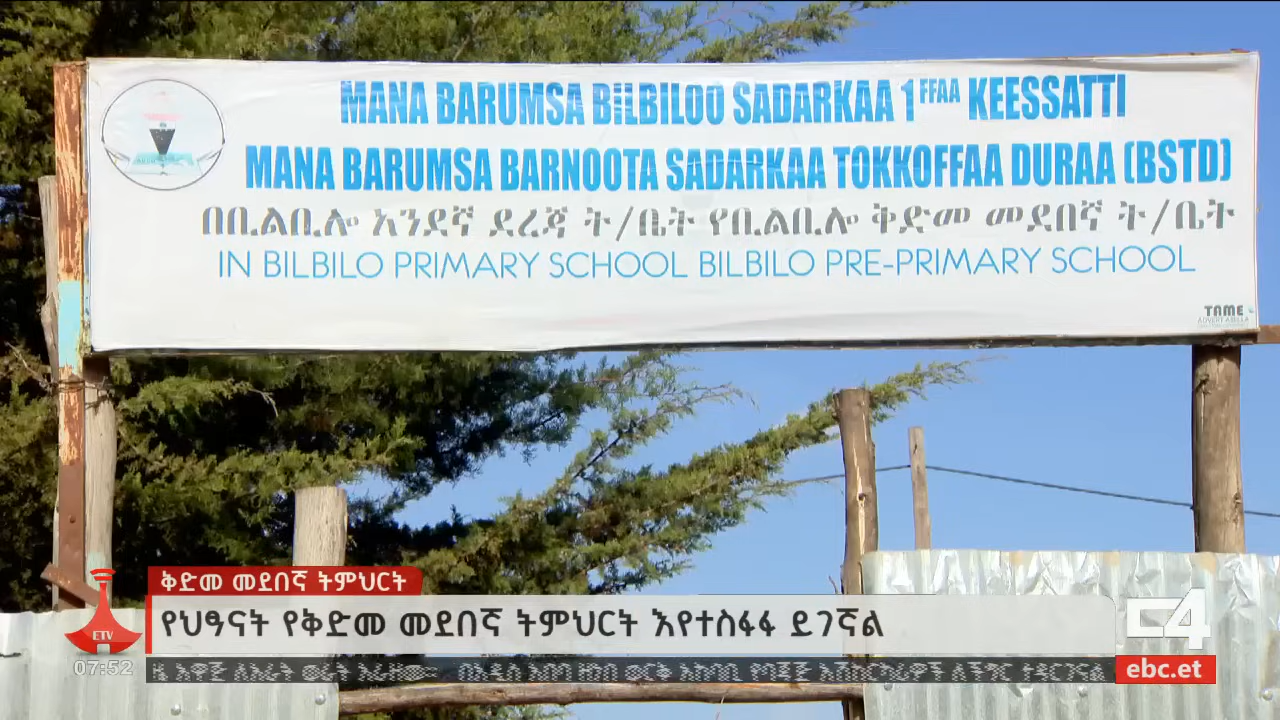 MANA BARUMSA BILBILOO SADARKAA 1FFAA KEESSATTI
MANA BARUMSA BARNOOTA SADARKAA TOKKOFFAA DURAA (BSTD)
በቢልቢሎ አንደኛ ደረጃ ት/ቤት የቢልቢሎ ቅድመ መደበኛ ት/ቤት
IN BILBILO PRIMARY SCHOOL BILBILO PRE-PRIMARY SCHOOL
TAME
ቅድመ መደበኛ ትምህርት
የህፃናት የቅድመ መደበኛ ትምህርት እየተስፋፋ ይገኛል
ETV
07:52
ebc.et